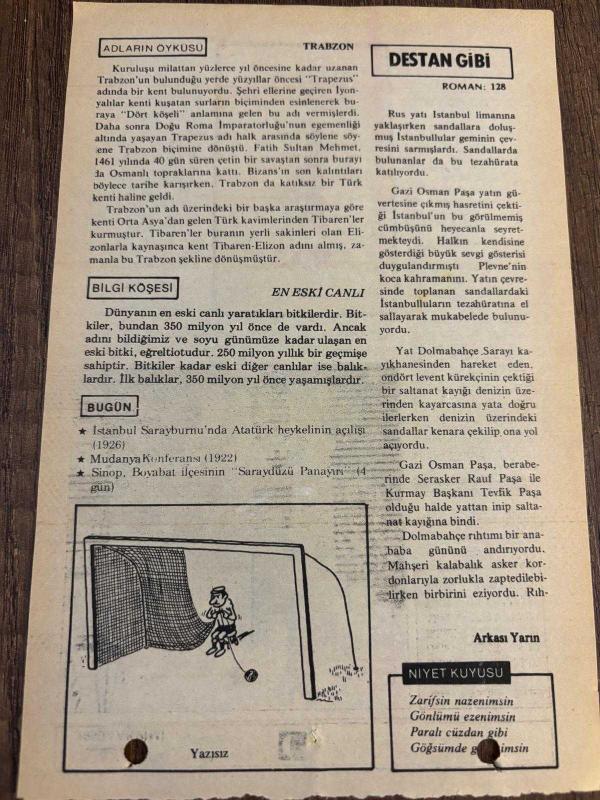 ADLARIN ÖYKÜSÜ
TRABZON
Kuruluşu milattan yüzlerce yıl öncesine kadar uzanan
Trabzon'un bulunduğu yerde yüzyıllar öncesi "Trapezus"
adında bir kent bulunuyordu. Şehri ellerine geçiren İyon-
yalılar kenti kuşatan surların biçiminden esinlenerek bu-
raya "Dört köşeli" anlamına gelen bu adı vermişlerdi.
Daha sonra Doğu Roma İmparatorluğu'nun egemenliği
altında yaşayan Trapezus adı halk arasında söylene söy-
lene Trabzon biçimine dönüştü. Fatih Sultan Mehmet,
1461 yılında 40 gün süren çetin bir savaştan sonra burayı
da Osmanlı topraklarına kattı. Bizans'ın son kalıntıları
böylece tarihe karışırken, Trabzon da katıksız bir Türk
kenti haline geldi.
Trabzon'un adı üzerindeki bir başka araştırmaya göre
kenti Orta Asya'dan gelen Türk kavimlerinden Tibaren'ler
kurmuştur. Tibaren'ler buranın yerli sakinleri olan Eli-
zonlarla kaynaşınca kent Tibaren-Elizon adını almış, za-
manla bu Trabzon şekline dönüşmüştür.
BİLGİ KÖŞESİ
EN ESKİ CANLI
Dünyanın en eski canlı yaratıkları bitkilerdir. Bit-
kiler, bundan 350 milyon yıl önce de vardı. Ancak
adını bildiğimiz ve soyu günümüze kadar ulaşan en
eski bitki, eğreltiotudur. 250 milyon yıllık bir geçmişe
sahiptir. Bitkiler kadar eski diğer canlılar ise balık-
lardır. İlk balıklar, 350 milyon yıl önce yaşamışlardır.
BUGÜN
★ İstanbul Sarayburnu'nda Atatürk heykelinin açılışı
(1926)
★ Mudanya Konferansı (1922)
★ Sinop, Boyabat ilçesinin "Saraydüzü Panayırı" (4
gün)
Yazısız
DESTAN GİBİ
ROMAN: 128
Rus yatı İstanbul limanına
yaklaşırken sandallara doluş-
muş İstanbullular geminin çev-
resini sarmışlardı. Sandallarda
bulunanlar da bu tezahürata
katılıyordu.
Gazi Osman Paşa yatın gü-
vertesine çıkmış hasretini çekti-
ği İstanbul'un bu görülmemiş
cümbüşünü heyecanla seyret-
mekteydi. Halkın kendisine
gösterdiği büyük sevgi gösterisi
duygulandırmıştı Plevne'nin
koca kahramanını. Yatın çevre-
sinde toplanan sandallardaki
İstanbulluların tezahüratına el
sallayarak mukabelede bulunu-
yordu.
Yat Dolmabahçe Sarayı ka-
yıkhanesinden hareket eden,
ondört levent kürekçinin çektiği
bir saltanat kayığı denizin üze-
rinden kayarcasına yata doğru
ilerlerken denizin üzerindeki
sandallar kenara çekilip ona yol
açıyordu.
Gazi Osman Paşa, berabe-
rinde Serasker Rauf Paşa ile
Kurmay Başkanı Tevfik Paşa
olduğu halde yattan inip salta-
nat kayığına bindi.
Dolmabahçe rıhtımı bir ana-
baba gününü andırıyordu.
Mahşeri kalabalık asker kor-
donlarıyla zorlukla zaptedilebi-
lirken birbirini eziyordu. Rıh-
Arkası Yarın
NİYET KUYUSU
Zarifsin nazenimsin
Gönlümü ezenimsin
Paralı cüzdan gibi
Göğsümde